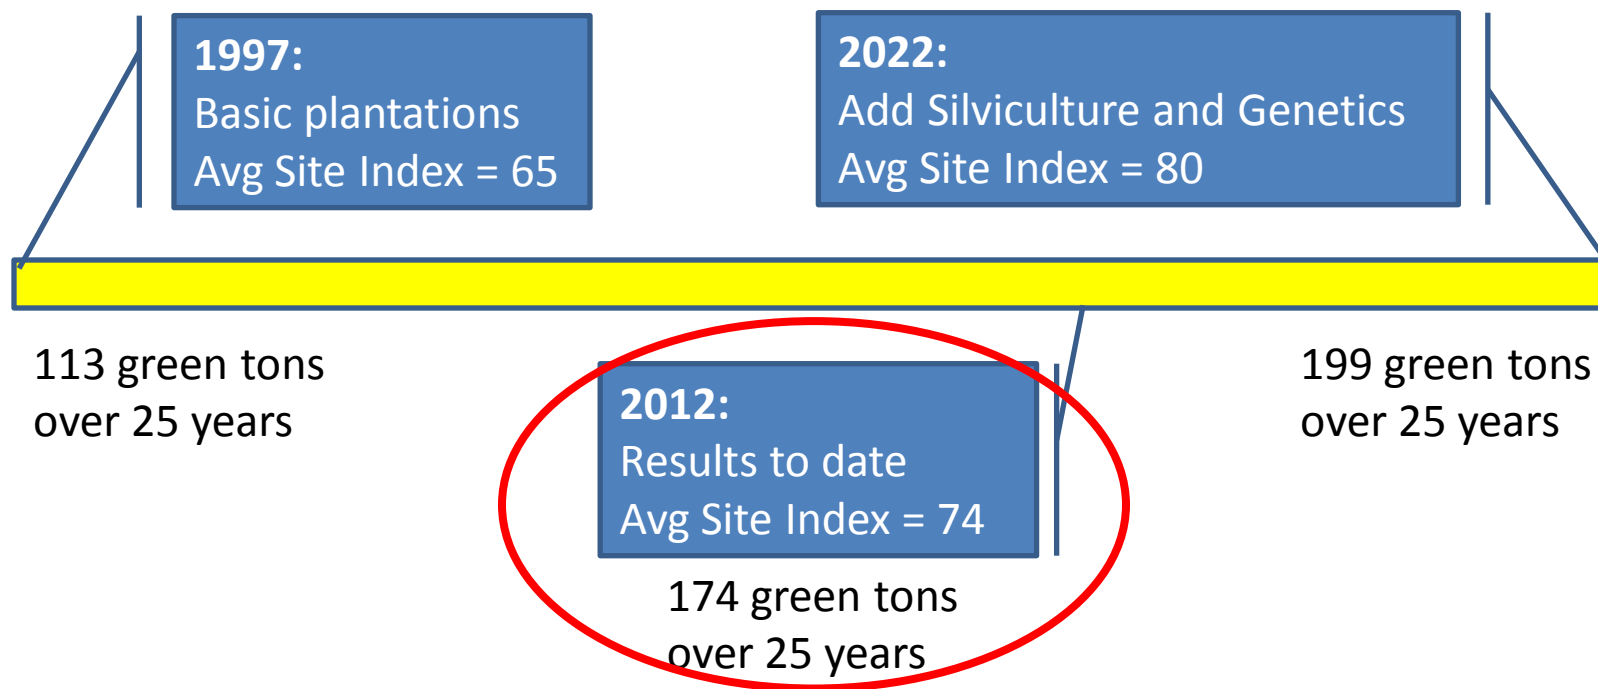 1997:
Basic plantations
Avg Site Index = 65
2022:
Add Silviculture and Genetics
Avg Site Index = 80
113 green tons
over 25 years
2012:
Results to date
Avg Site Index = 74
174 green tons
over 25 years
199 green tons
over 25 years